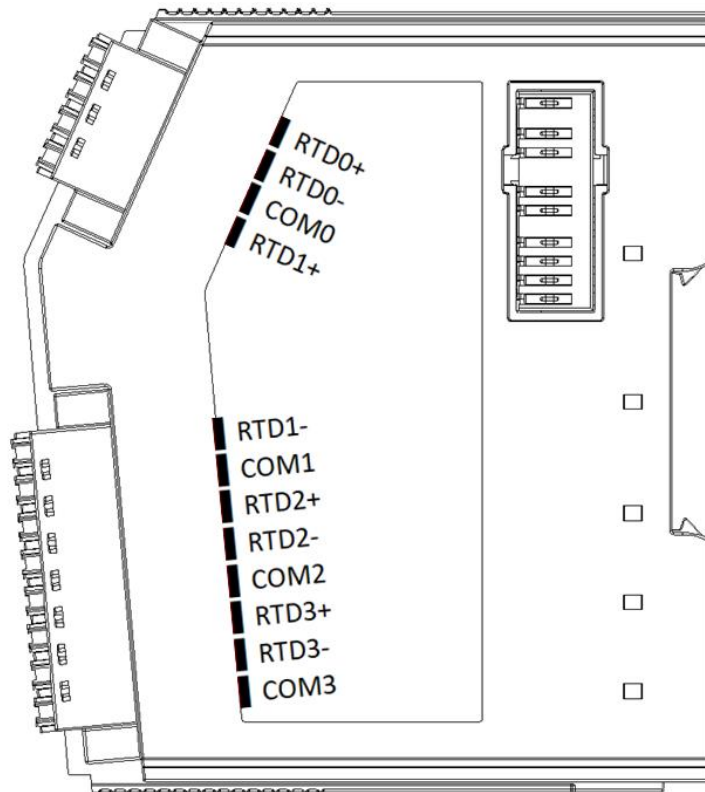 RTD0+
RTD0-
COM0
RTD1+
RTD1-
COM1
RTD2+
RTD2-
COM2
RTD3+
RTD3-
COM3